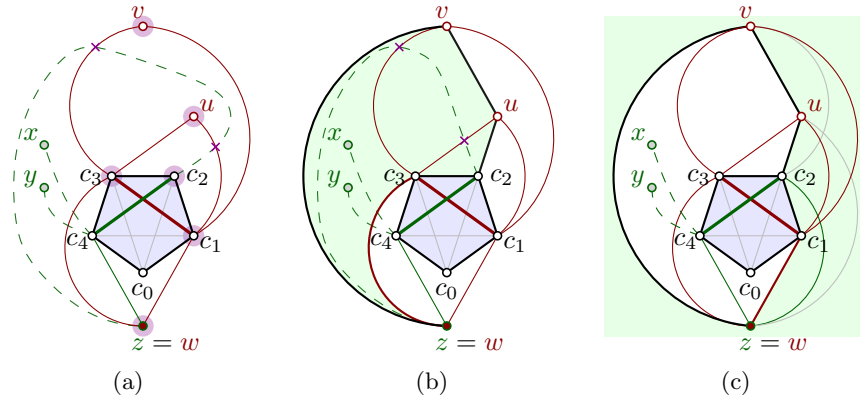 v v v
u u u
x x x
y y y
c₃ c₂ c₃ c₂ c₃ c₂
c₄ c₁ c₄ c₁ c₄ c₁
c₀ c₀ c₀
z = w z = w z = w
(a) (b) (c)